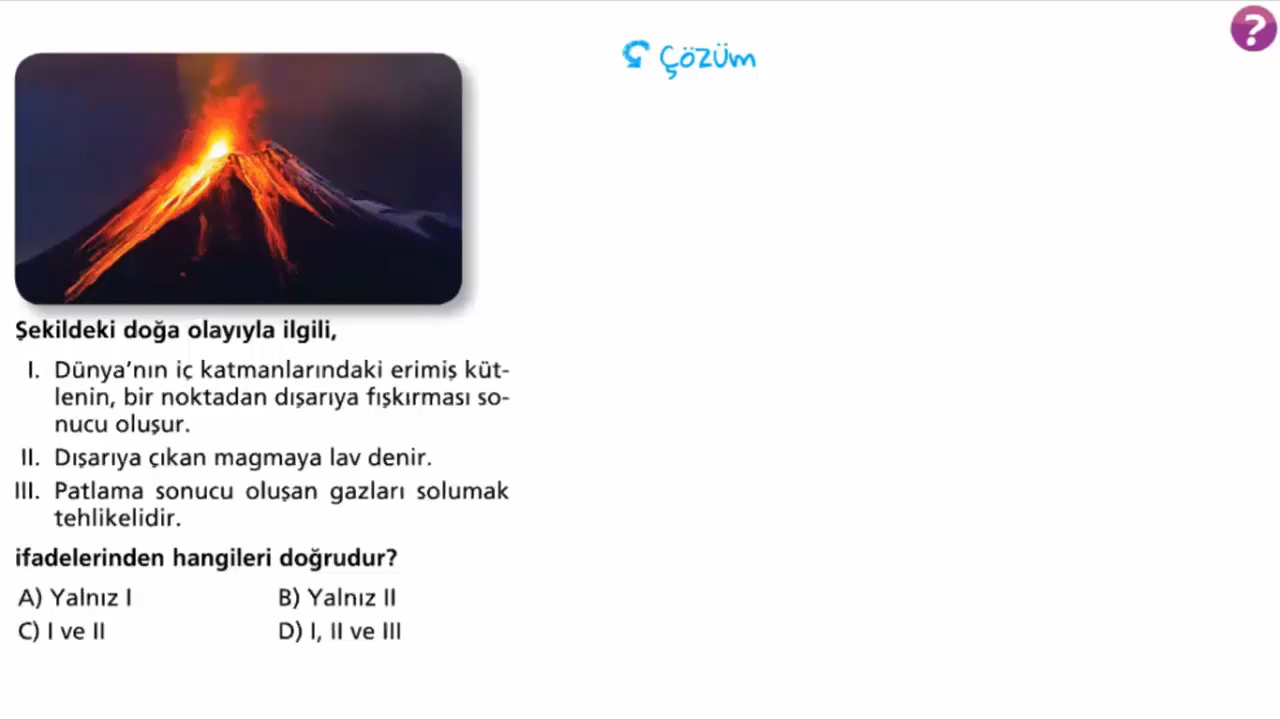 ?
Çözüm
Şekildeki doğa olayıyla ilgili,
I. Dünya'nın iç katmanlarındaki erimiş küt-
lenin, bir noktadan dışarıya fışkırması so-
nucu oluşur.
II. Dışarıya çıkan magmaya lav denir.
III. Patlama sonucu oluşan gazları solumak
tehlikelidir.
ifadelerinden hangileri doğrudur?
A) Yalnız I B) Yalnız II
C) I ve II D) I, II ve III